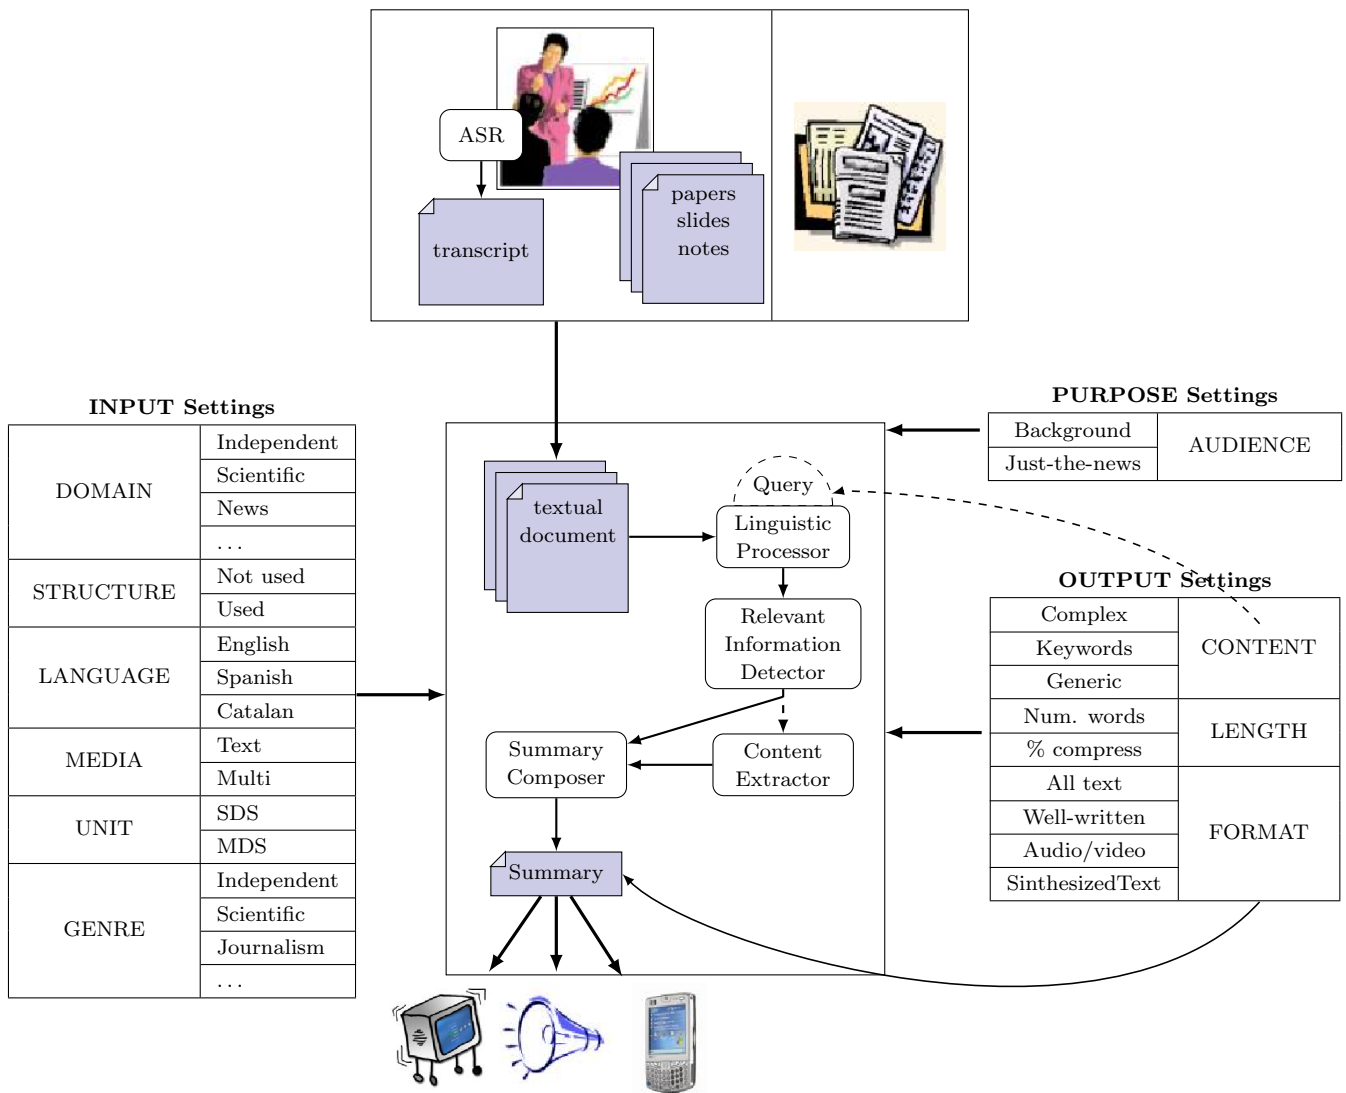 ASR
transcript
papers
slides
notes
INPUT Settings
DOMAIN
Independent
Scientific
News
. . .
STRUCTURE
Not used
Used
LANGUAGE
English
Spanish
Catalan
MEDIA
Text
Multi
UNIT
SDS
MDS
GENRE
Independent
Scientific
Journalism
. . .
textual
document
Query
Linguistic
Processor
Relevant
Information
Detector
Summary
Composer
Content
Extractor
Summary
PURPOSE Settings
Background
Just-the-news
AUDIENCE
OUTPUT Settings
Complex
Keywords
Generic
CONTENT
Num. words
% compress
LENGTH
All text
Well-written
Audio/video
SinthesizedText
FORMAT